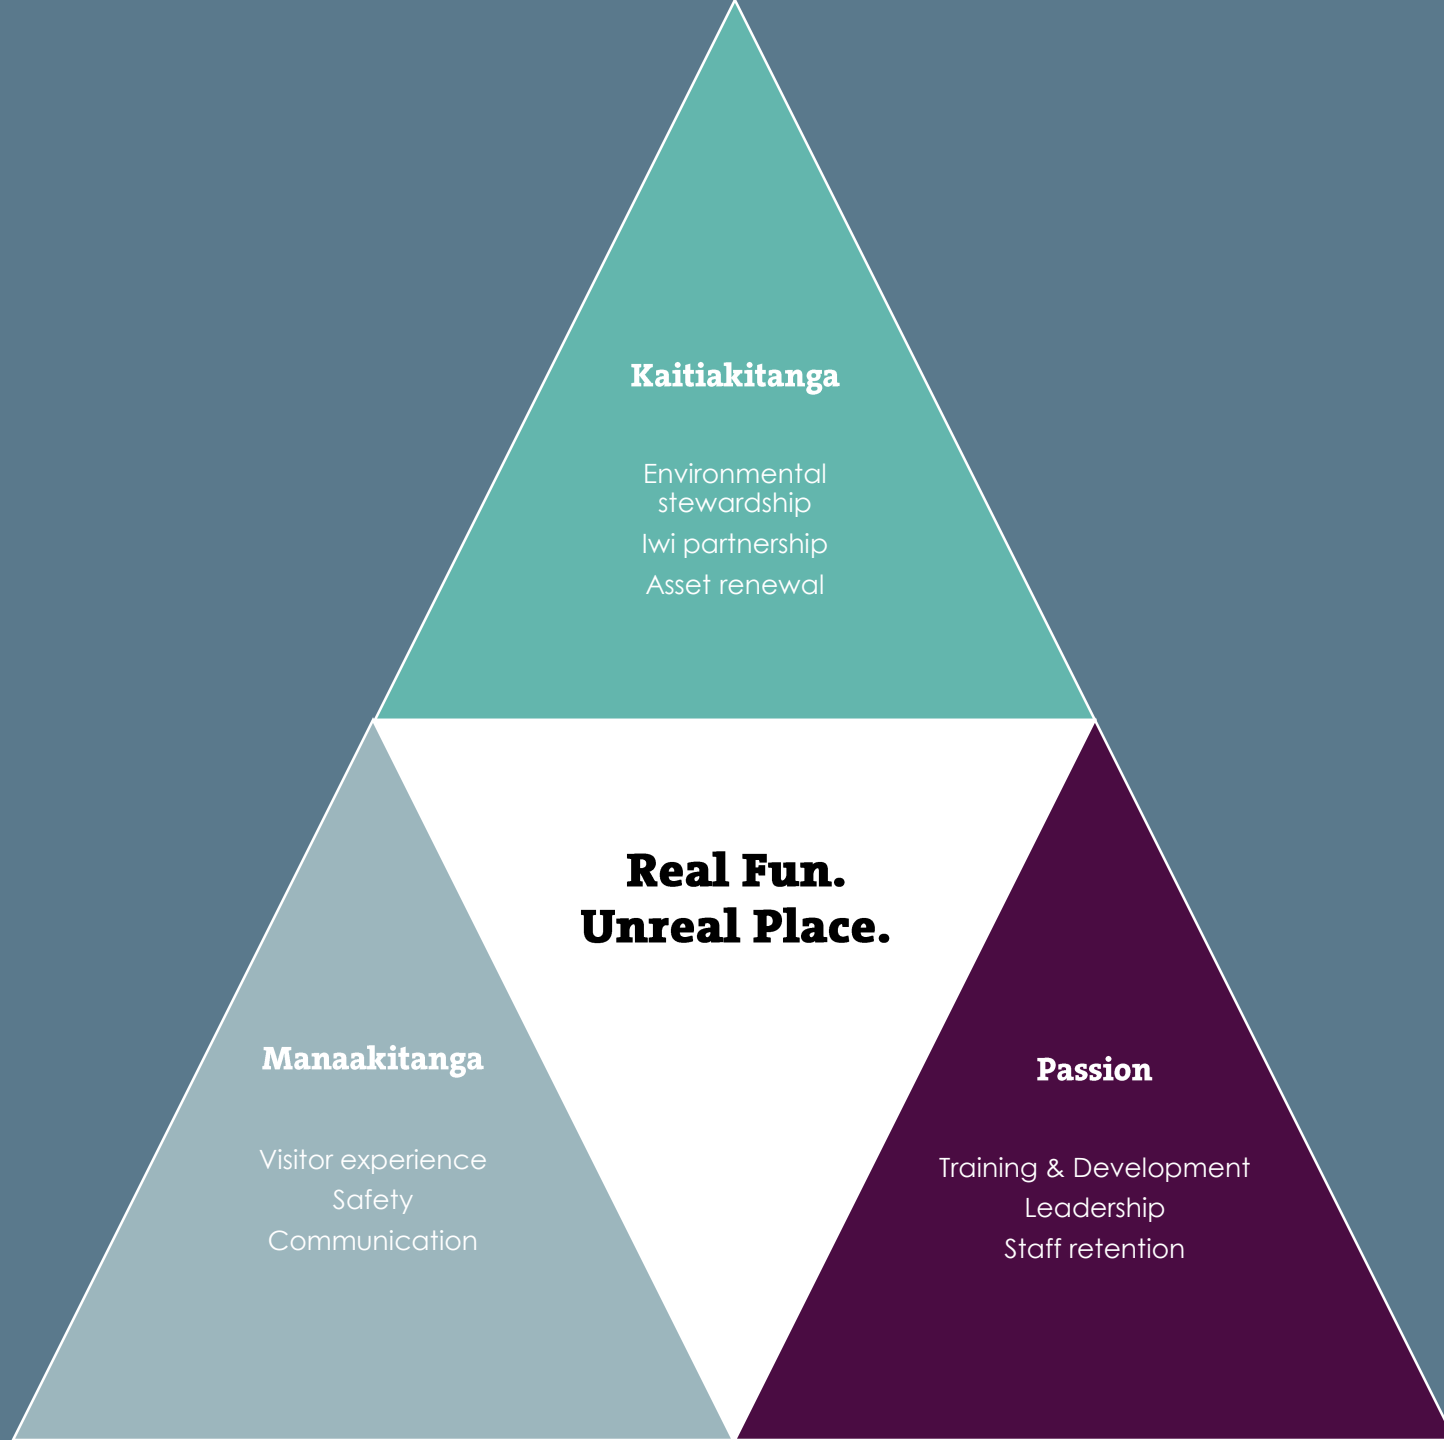 Kaitiakitanga
Environmental
stewardship
Iwi partnership
Asset renewal
Real Fun.
Unreal Place.
Manaakitanga
Visitor experience
Safety
Communication
Passion
Training & Development
Leadership
Staff retention